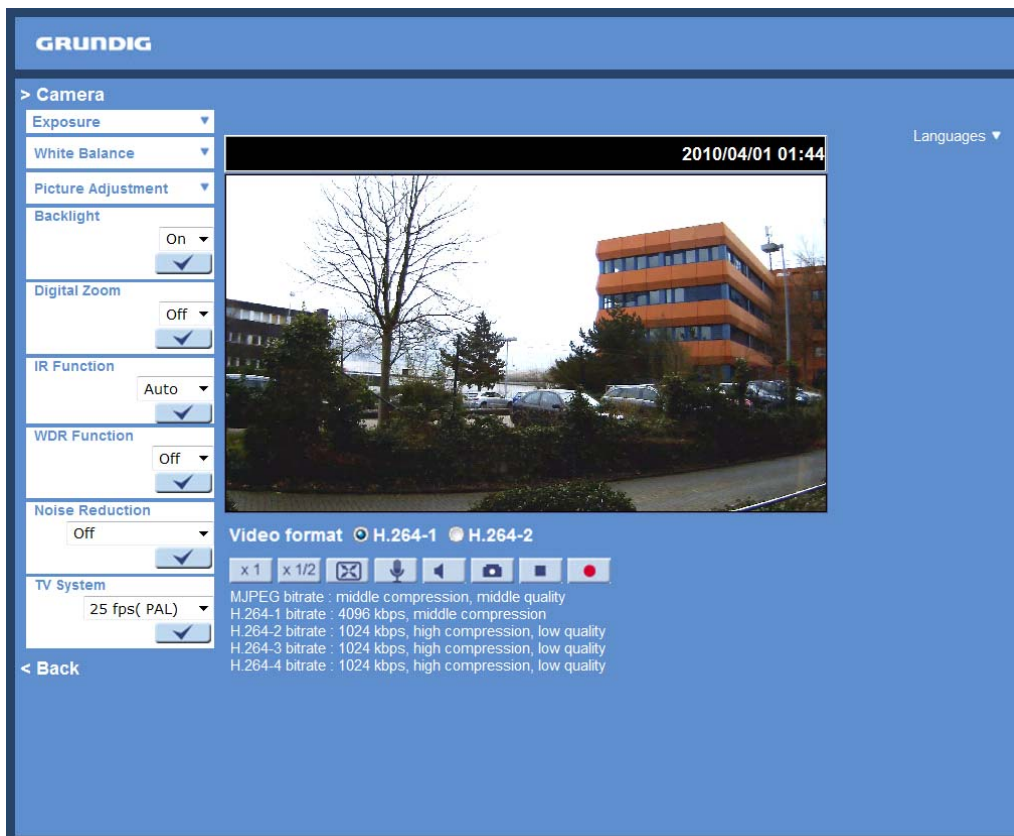 GRUNDIG
> Camera
Exposure
White Balance
Picture Adjustment
Backlight
On
Digital Zoom
Off
IR Function
Auto
WDR Function
Off
Noise Reduction
Off
TV System
25 fps( PAL)
< Back
Languages
2010/04/01 01:44
Video format H.264-1 H.264-2
x 1 x 1/2
MJPEG bitrate : middle compression, middle quality
H.264-1 bitrate : 4096 kbps, middle compression
H.264-2 bitrate : 1024 kbps, high compression, low quality
H.264-3 bitrate : 1024 kbps, high compression, low quality
H.264-4 bitrate : 1024 kbps, high compression, low quality